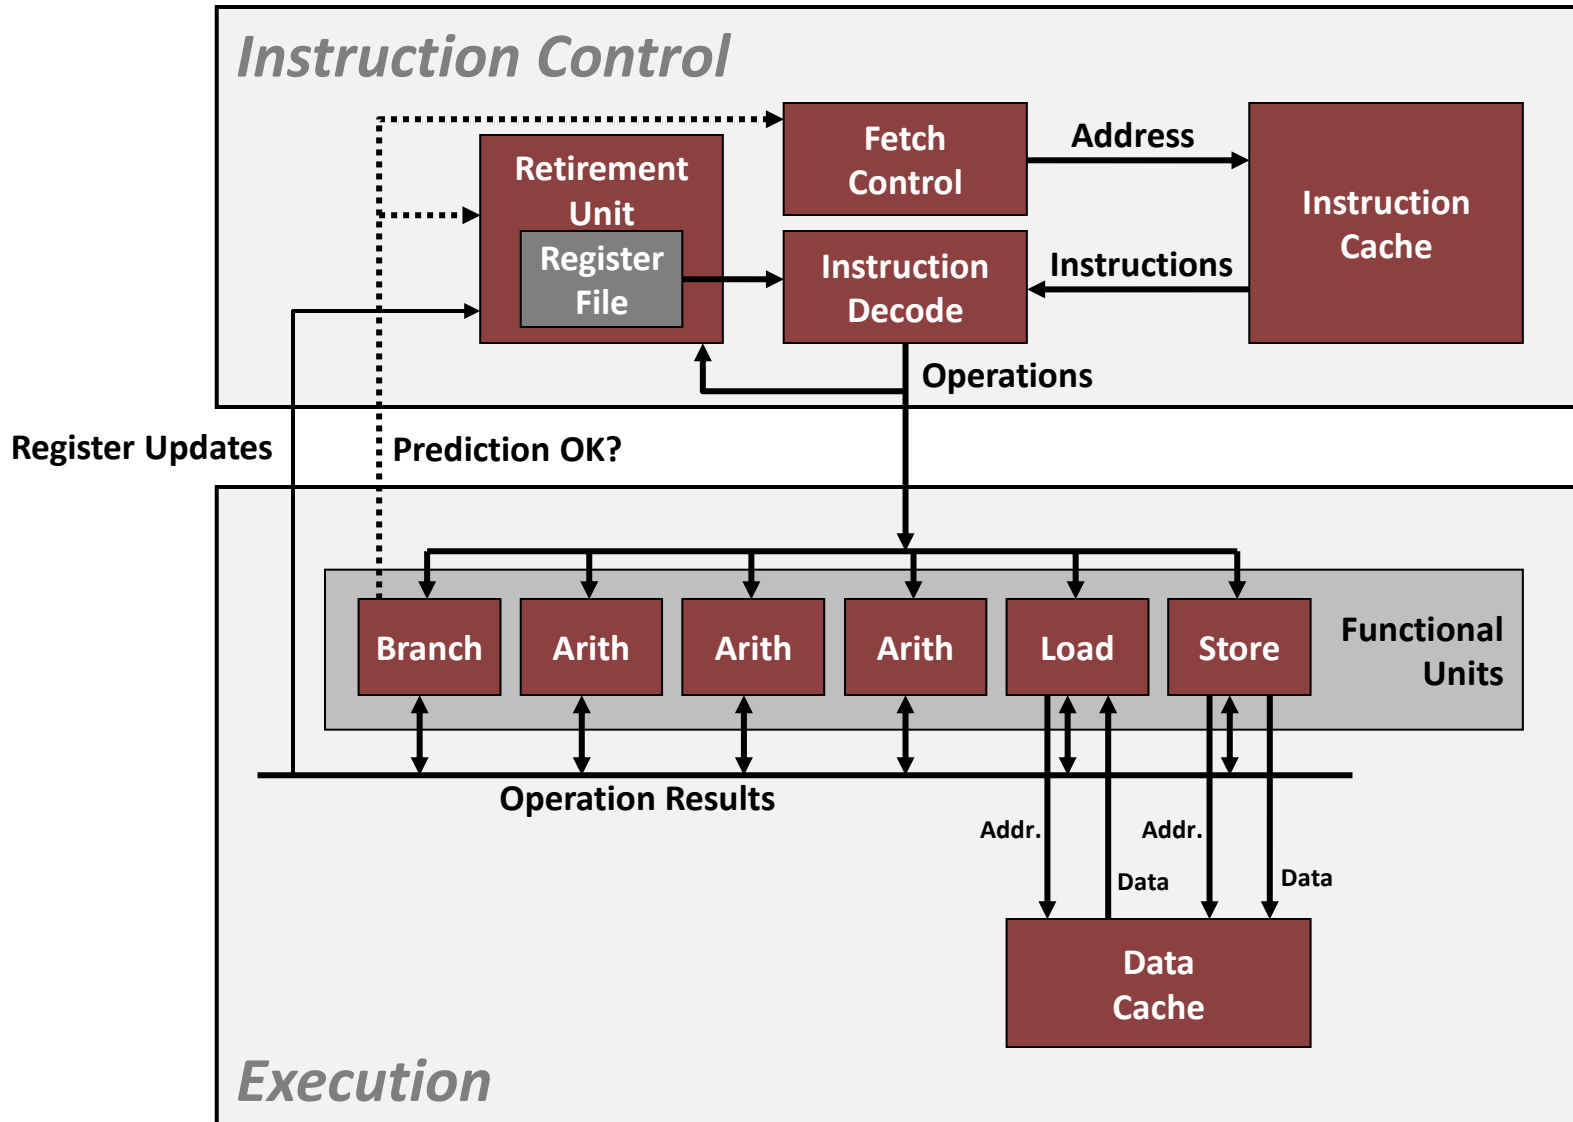 Instruction Control
Fetch
Control
Address
Instruction
Cache
Retirement
Unit
Register
File
Instruction
Decode
Instructions
Operations
Register Updates
Prediction OK?
Branch
Arith
Arith
Arith
Load
Store
Functional
Units
Operation Results
Addr.
Data
Addr.
Data
Data
Cache
Execution